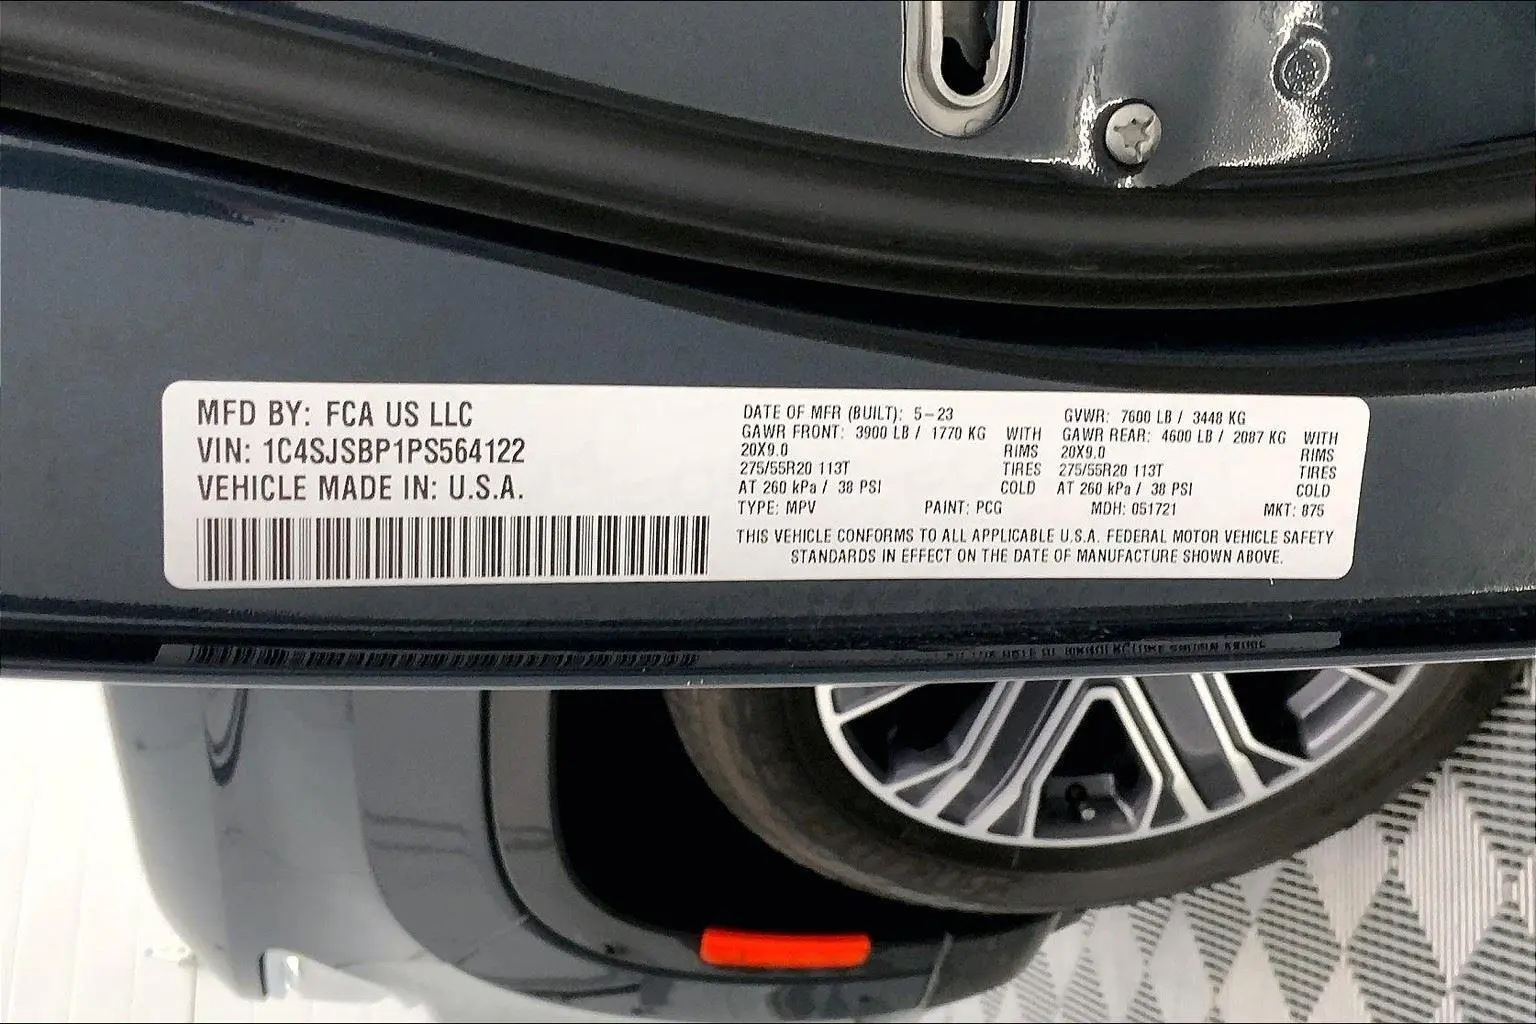 MFD BY: FCA US LLC
VIN: 1C4SJSBP1PS564122
VEHICLE MADE IN: U.S.A.
DATE OF MFR (BUILT): 5-23 GVWR: 7600 LB / 3448 KG
GAWR FRONT: 3900 LB / 1770 KG WITH GAWR REAR: 4600 LB / 2087 KG WITH
20X9.0 RIMS 20X9.0 RIMS
275/55R20 113T TIRES 275/55R20 113T TIRES
AT 260 kPa / 38 PSI COLD AT 260 kPa / 38 PSI COLD
TYPE: MPV PAINT: PCG MDH: 051721 MKT: 875
THIS VEHICLE CONFORMS TO ALL APPLICABLE U.S.A. FEDERAL MOTOR VEHICLE SAFETY
STANDARDS IN EFFECT ON THE DATE OF MANUFACTURE SHOWN ABOVE.